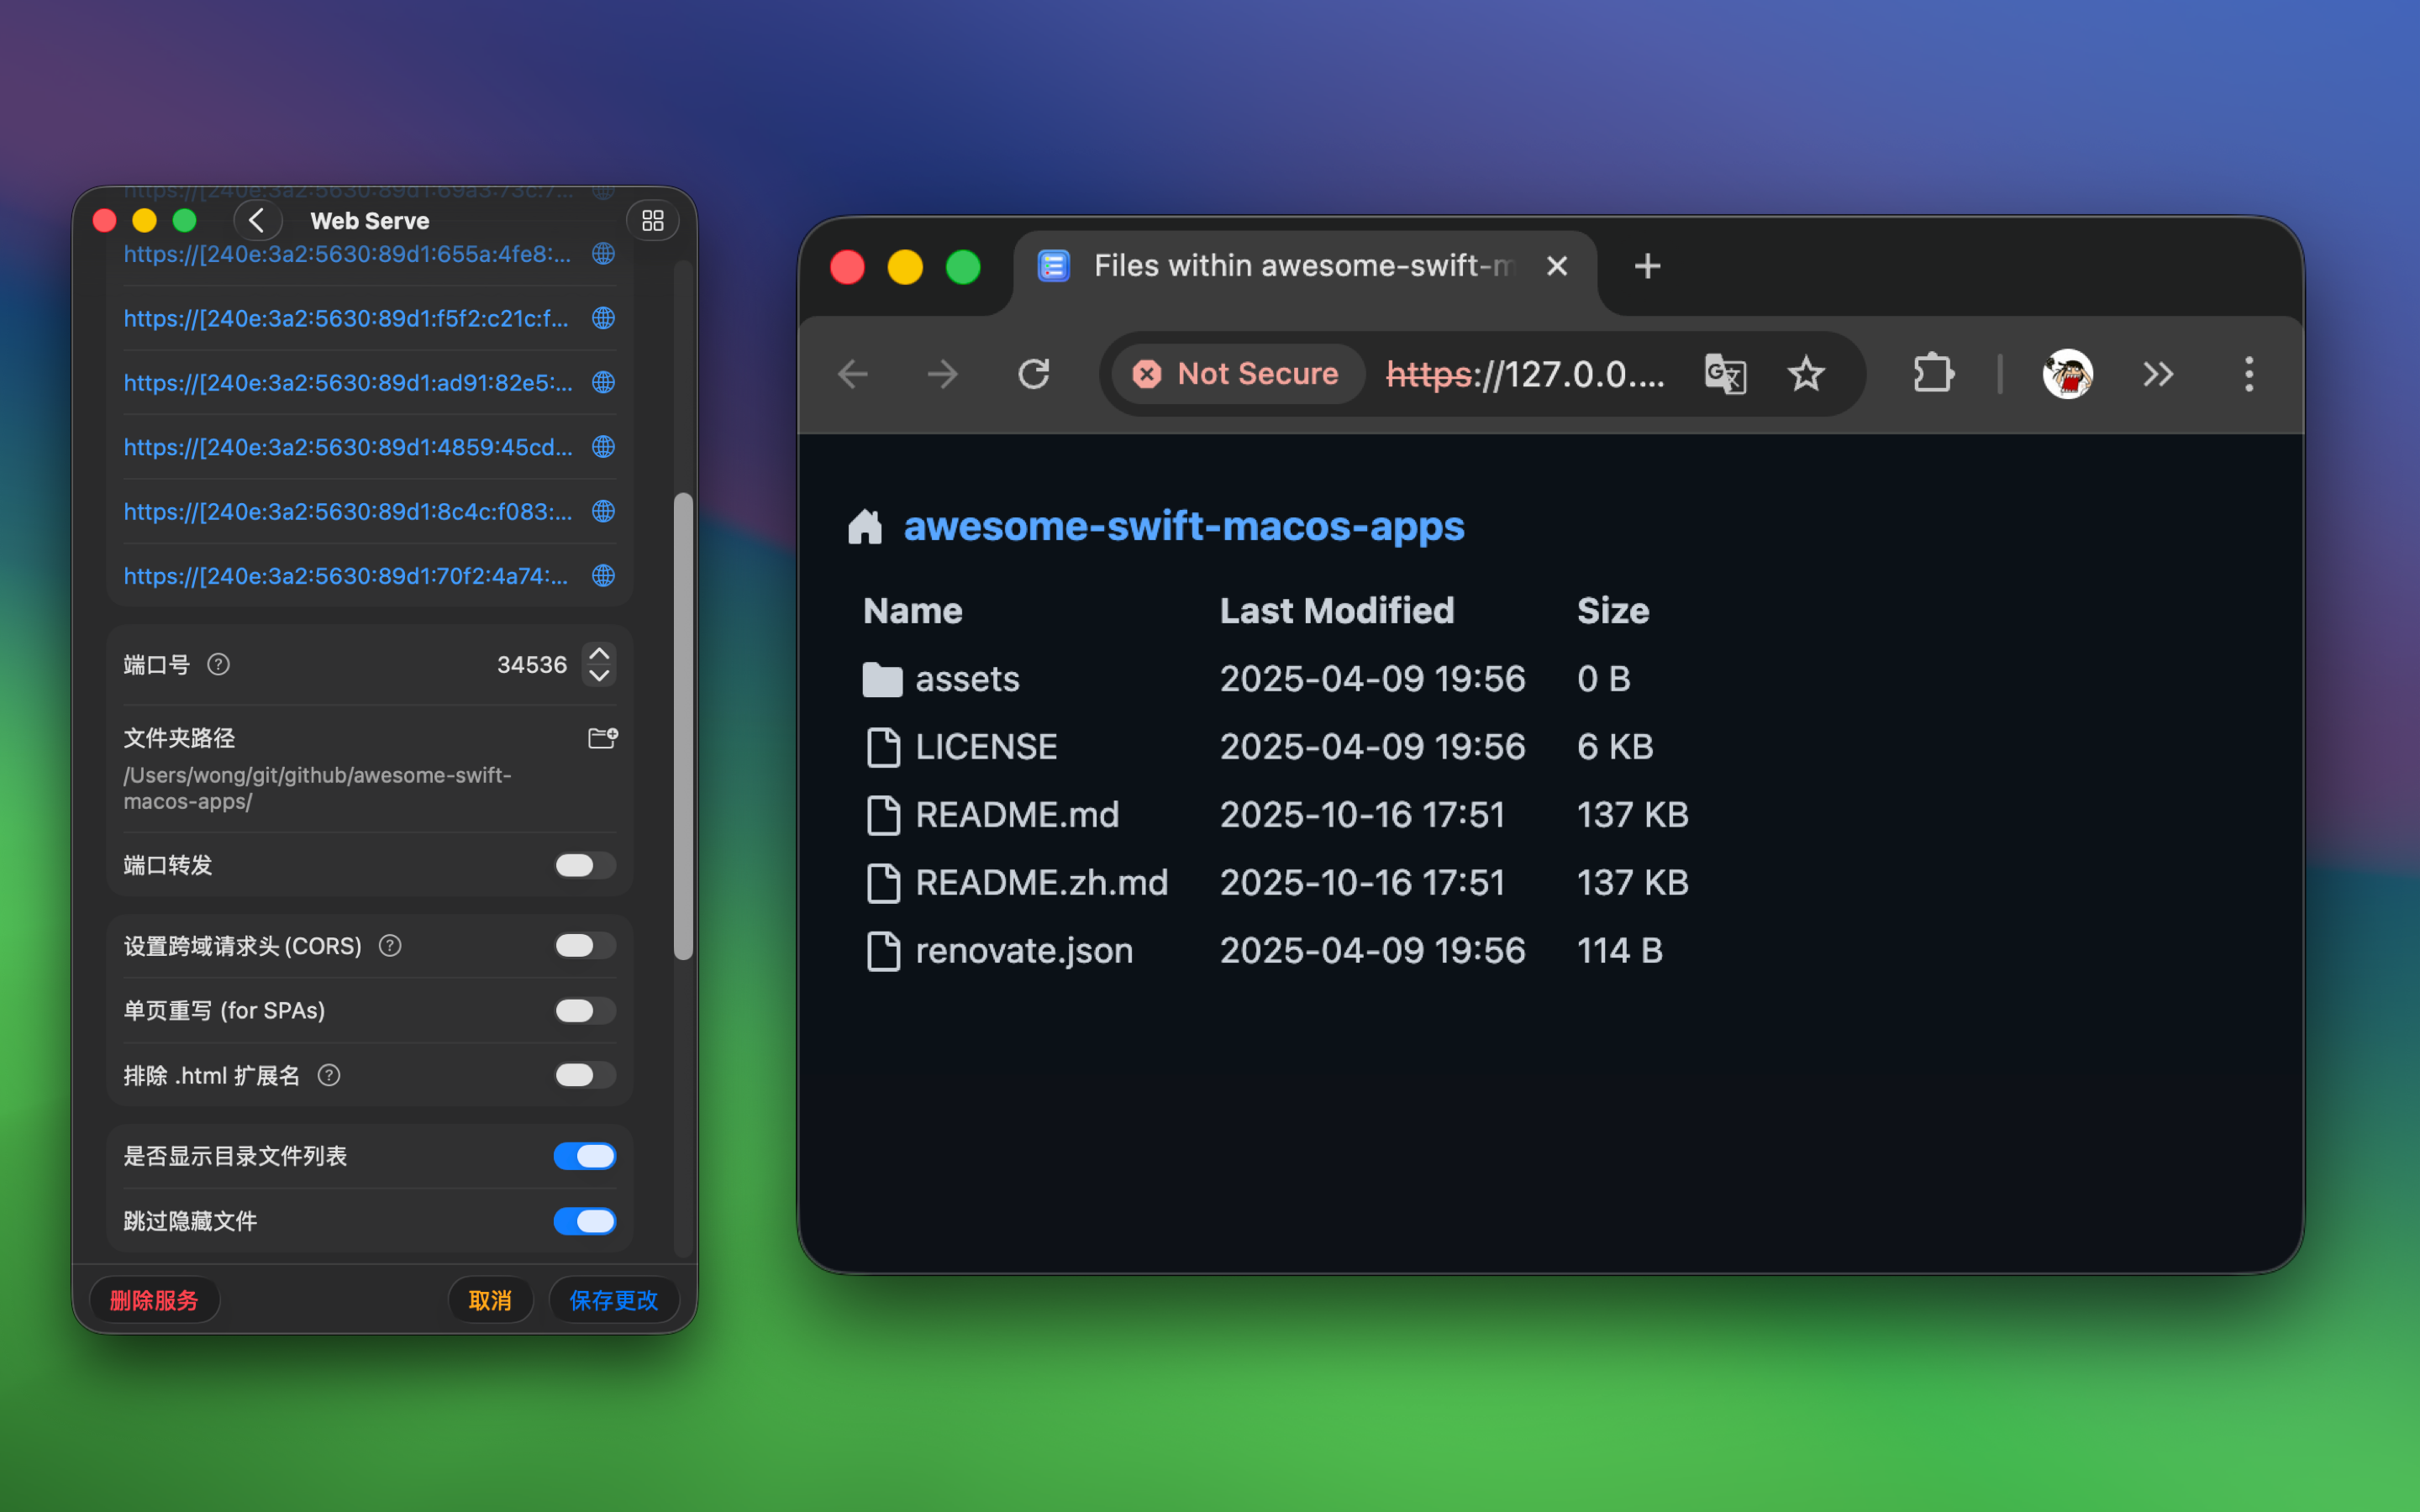 https://[240e:3a2:5630:89d1:69a3:73c:7...
Web Serve
https://[240e:3a2:5630:89d1:655a:4fe8:...
https://[240e:3a2:5630:89d1:f5f2:c21c:f...
https://[240e:3a2:5630:89d1:ad91:82e5:...
https://[240e:3a2:5630:89d1:4859:45cd...
https://[240e:3a2:5630:89d1:8c4c:f083:...
https://[240e:3a2:5630:89d1:70f2:4a74:...
端口号 34536
文件夹路径
/Users/wong/git/github/awesome-swift-
macos-apps/
端口转发
设置跨域请求头 (CORS)
单页重写 (for SPAs)
排除 .html 扩展名
是否显示目录文件列表
跳过隐藏文件
删除服务 取消 保存更改
Files within awesome-swift-m
Not Secure https://127.0.0....
awesome-swift-macos-apps
Name Last Modified Size
assets 2025-04-09 19:56 0 B
LICENSE 2025-04-09 19:56 6 KB
README.md 2025-10-16 17:51 137 KB
README.zh.md 2025-10-16 17:51 137 KB
renovate.json 2025-04-09 19:56 114 B